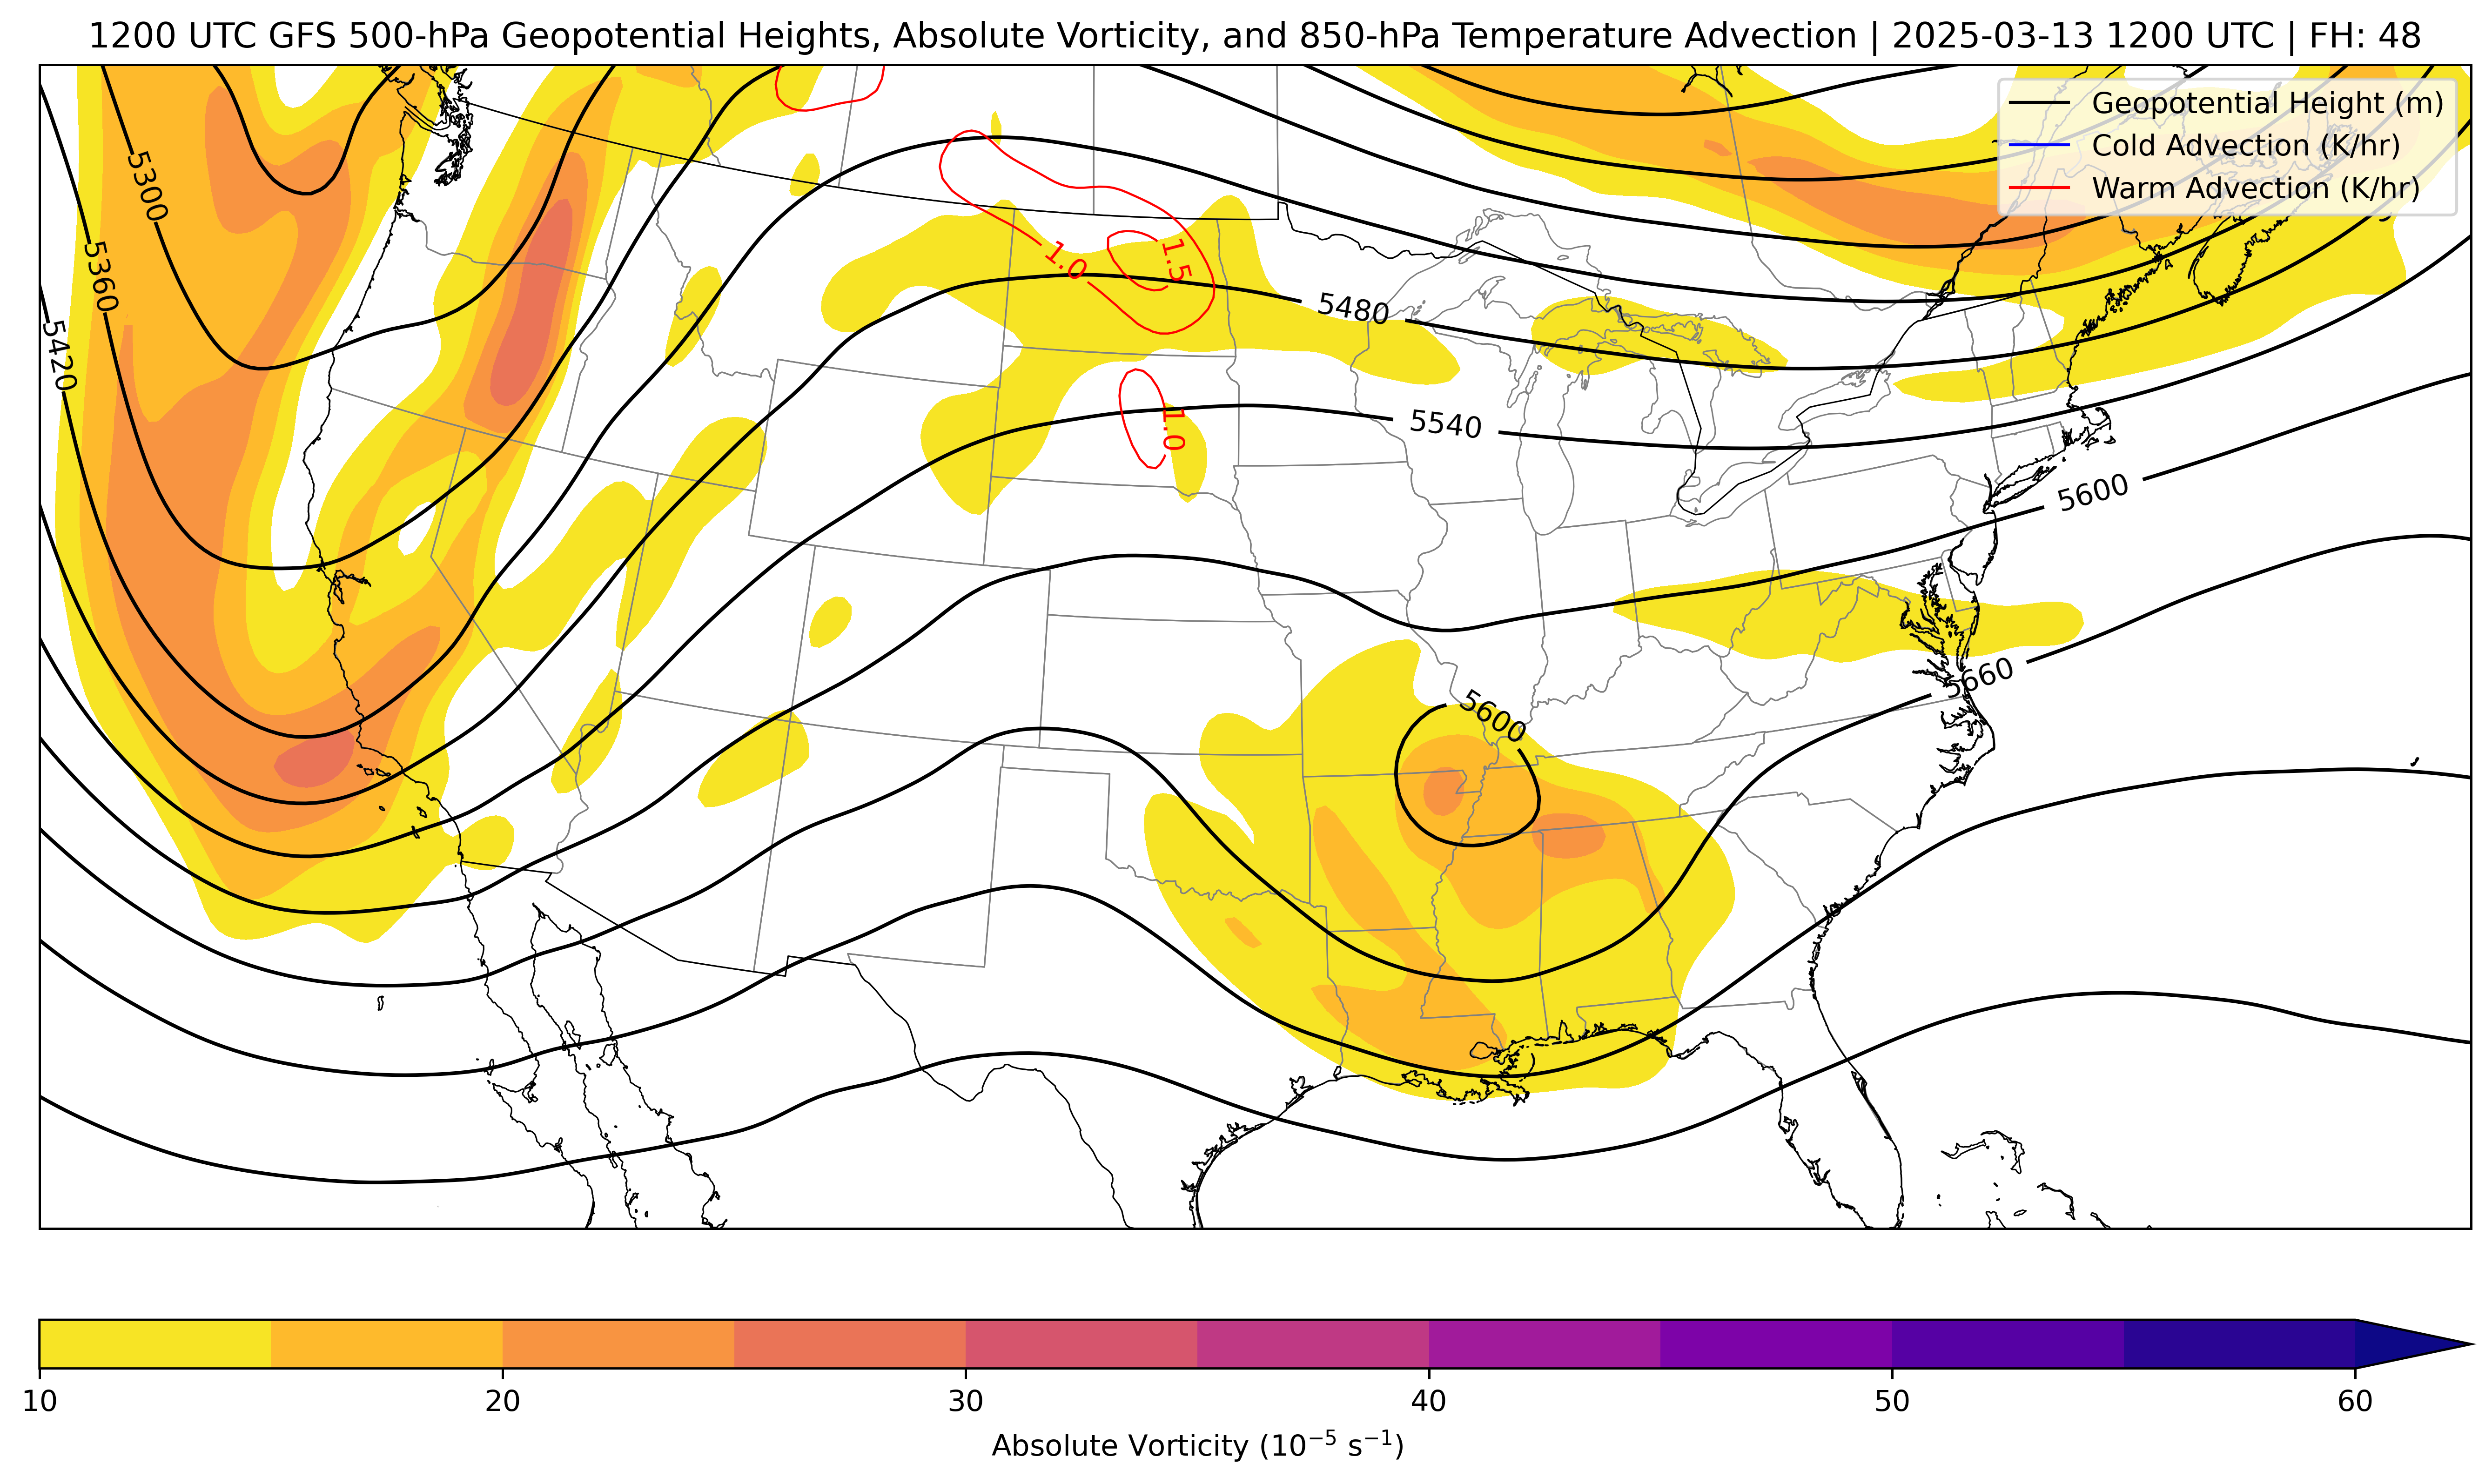 1200 UTC GFS 500-hPa Geopotential Heights, Absolute Vorticity, and 850-hPa Temperature Advection | 2025-03-13 1200 UTC | FH: 48
Geopotential Height (m)
Cold Advection (K/hr)
Warm Advection (K/hr)
5300
5360
5420
1.0
1.5
5480
1.0
5540
5600
5660
5600
10 20 30 40 50 60
Absolute Vorticity (10⁻⁵ s⁻¹)